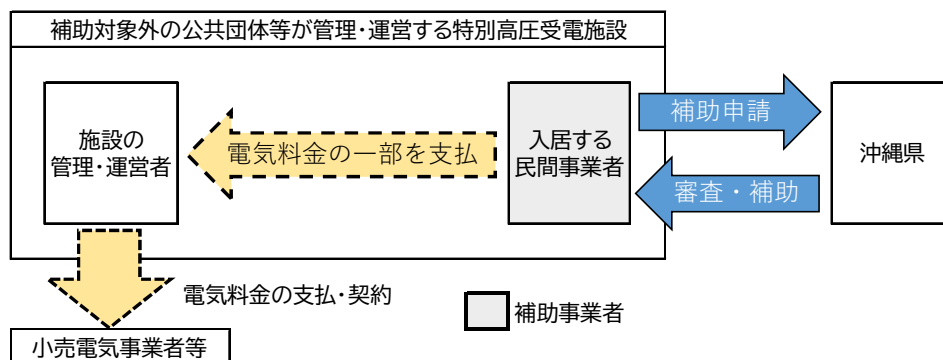 補助対象外の公共団体等が管理・運営する特別高圧受電施設
施設の
管理・運営者
電気料金の一部を支払
入居する
民間事業者
補助申請
審査・補助
沖縄県
電気料金の支払・契約
補助事業者
小売電気事業者等